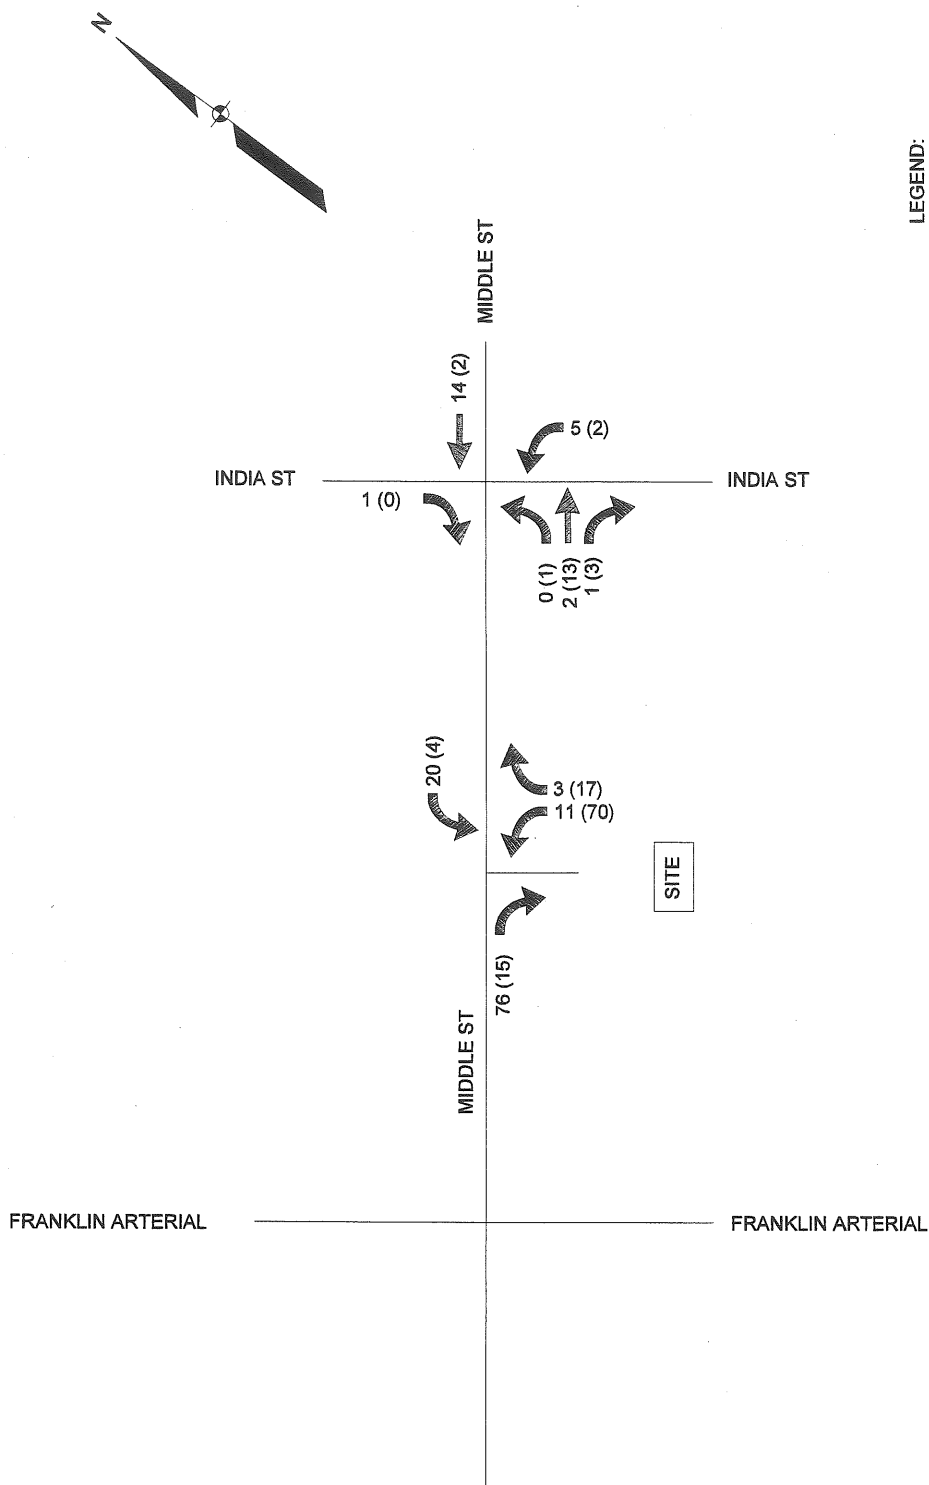 N
LEGEND:
MIDDLE ST
14 (2)
5 (2)
INDIA ST
INDIA ST
1 (0)
0 (1)
2 (13)
1 (3)
20 (4)
3 (17)
11 (70)
SITE
76 (15)
MIDDLE ST
FRANKLIN ARTERIAL
FRANKLIN ARTERIAL